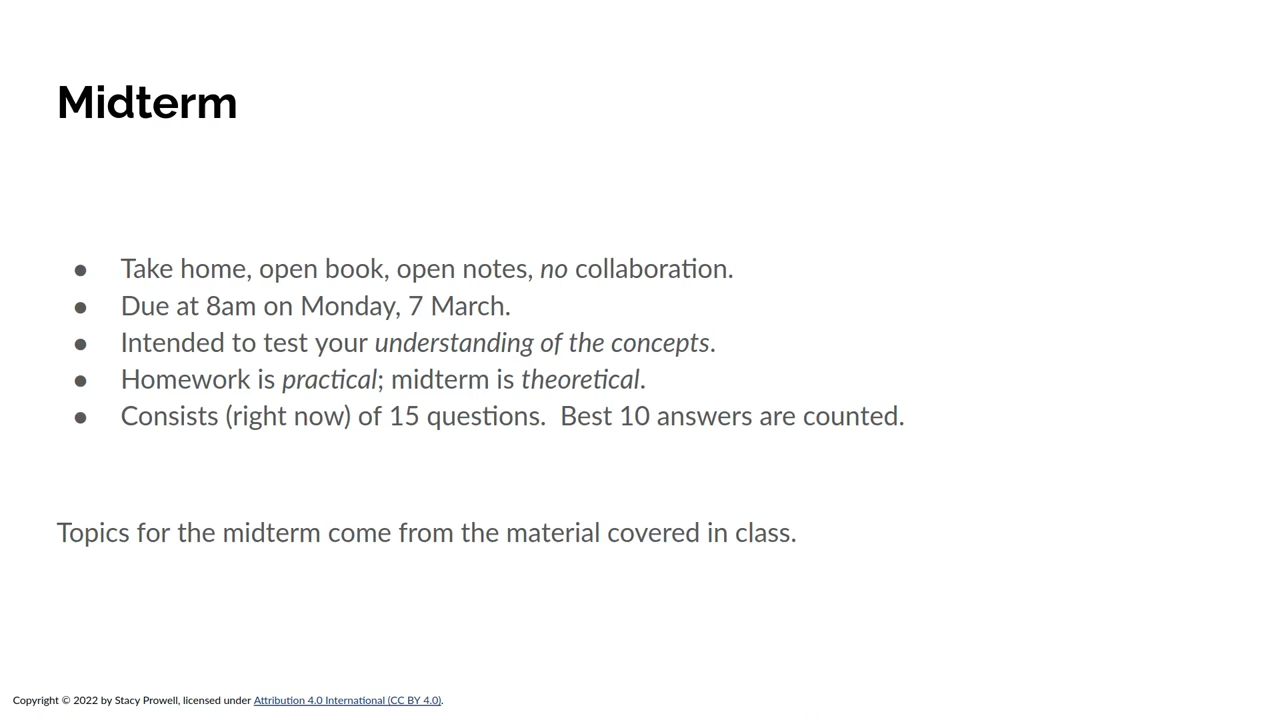 Midterm
● Take home, open book, open notes, no collaboration.
● Due at 8am on Monday, 7 March.
● Intended to test your understanding of the concepts.
● Homework is practical; midterm is theoretical.
● Consists (right now) of 15 questions.  Best 10 answers are counted.
Topics for the midterm come from the material covered in class.
Copyright © 2022 by Stacy Prowell, licensed under Attribution 4.0 International (CC BY 4.0).